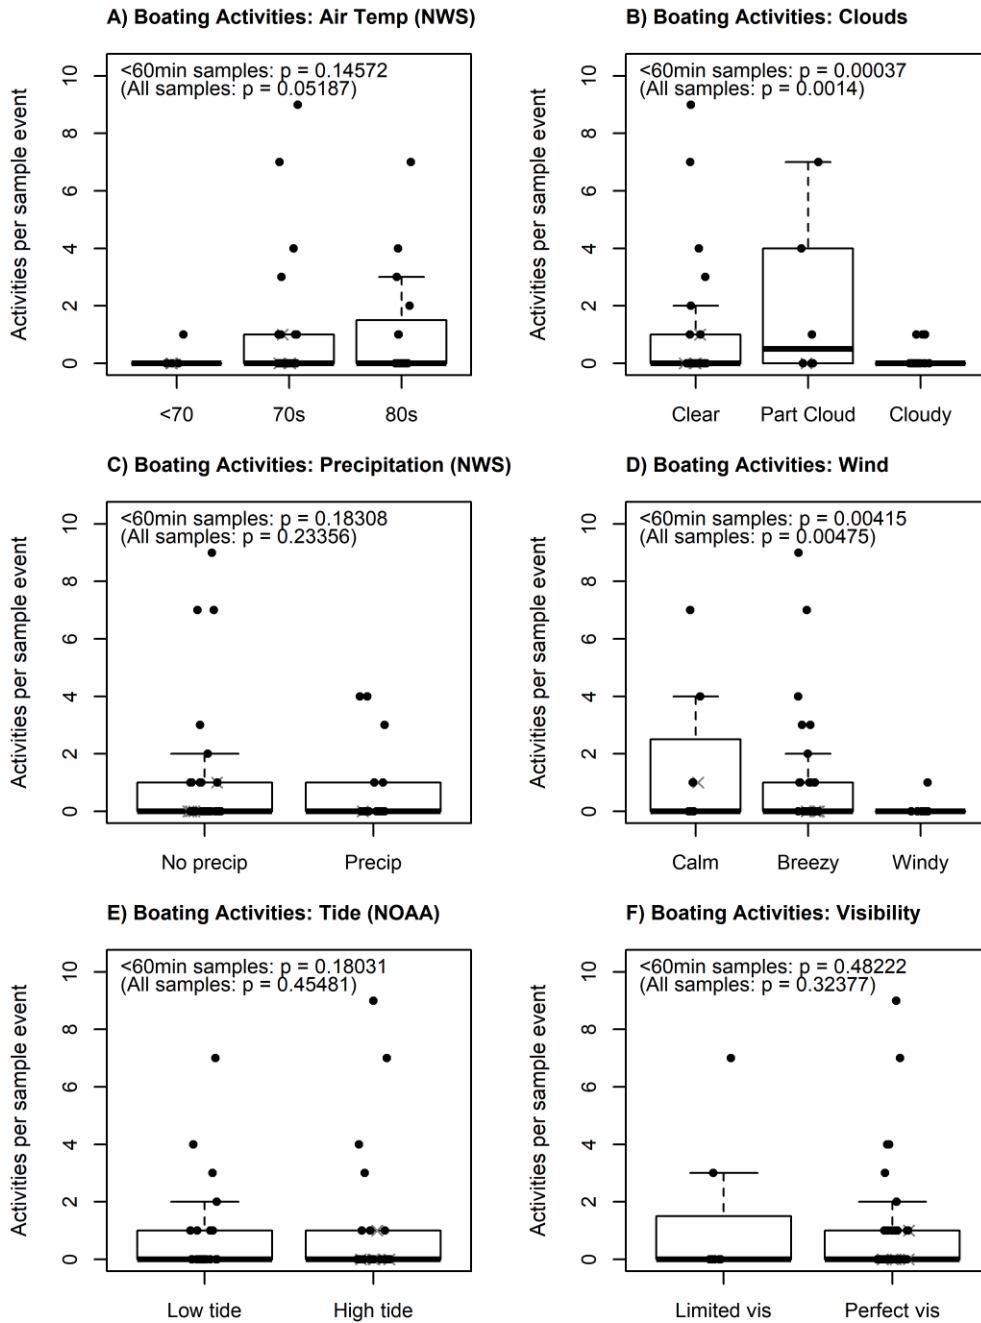 A) Boating Activities: Air Temp (NWS)
<60min samples: p = 0.14572
(All samples: p = 0.05187)
Activities per sample event
10
8
6
4
2
0
<70 70s 80s
B) Boating Activities: Clouds
<60min samples: p = 0.00037
(All samples: p = 0.0014)
Activities per sample event
10
8
6
4
2
0
Clear Part Cloud Cloudy
C) Boating Activities: Precipitation (NWS)
<60min samples: p = 0.18308
(All samples: p = 0.23356)
Activities per sample event
10
8
6
4
2
0
No precip Precip
D) Boating Activities: Wind
<60min samples: p = 0.00415
(All samples: p = 0.00475)
Activities per sample event
10
8
6
4
2
0
Calm Breezy Windy
E) Boating Activities: Tide (NOAA)
<60min samples: p = 0.18031
(All samples: p = 0.45481)
Activities per sample event
10
8
6
4
2
0
Low tide High tide
F) Boating Activities: Visibility
<60min samples: p = 0.48222
(All samples: p = 0.32377)
Activities per sample event
10
8
6
4
2
0
Limited vis Perfect vis